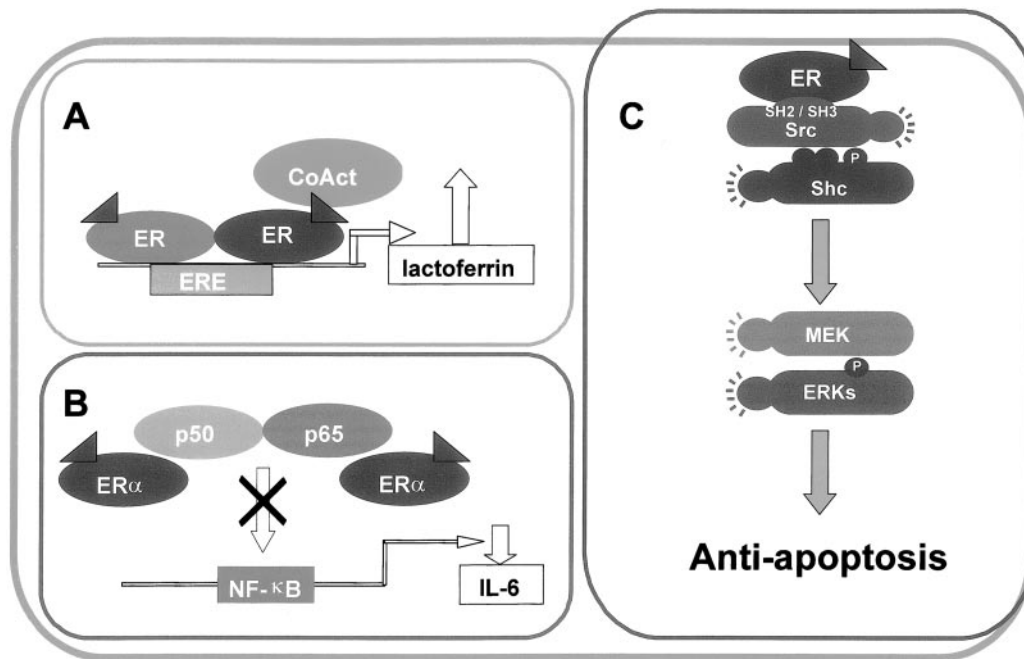 A
CoAct
ER
ER
ERE
lactoferrin
B
p50
p65
ERα
ERα
NF-κB
IL-6
C
ER
SH2 / SH3
Src
P
Shc
MEK
P
ERKs
Anti-apoptosis